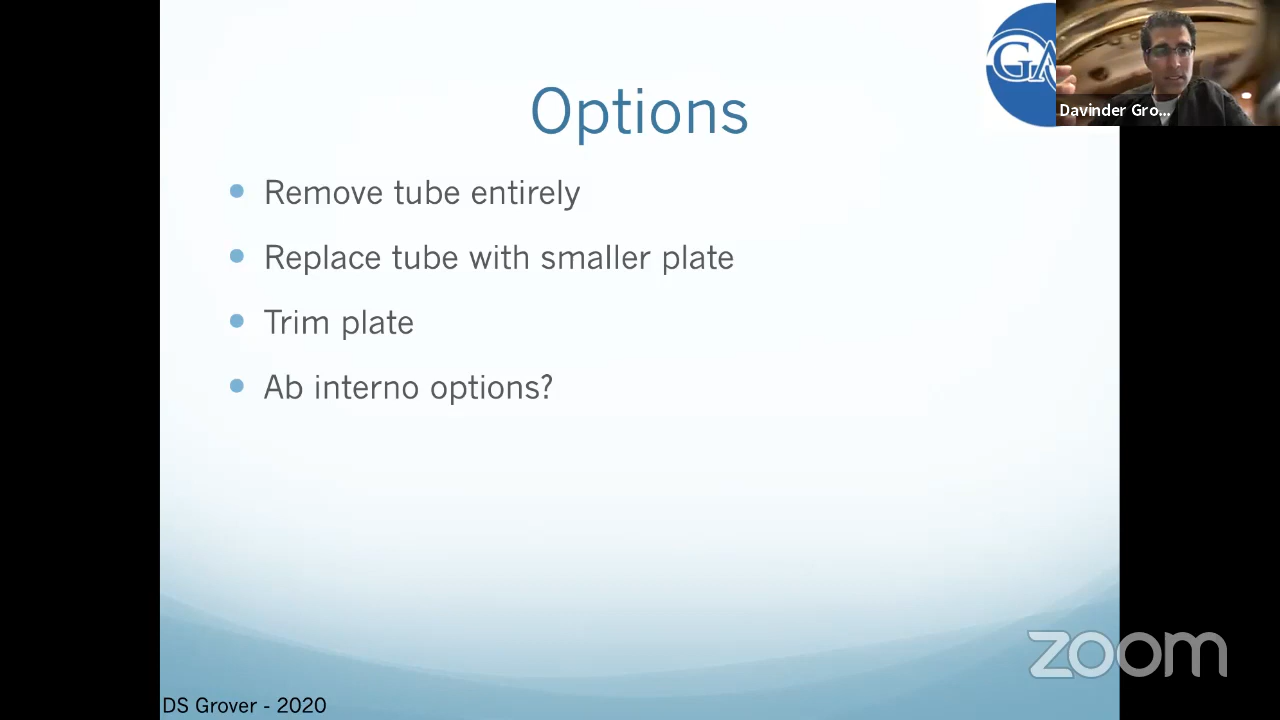 Options
Remove tube entirely
Replace tube with smaller plate
Trim plate
Ab interno options?
GA
Davinder Gro...
zoom
DS Grover - 2020